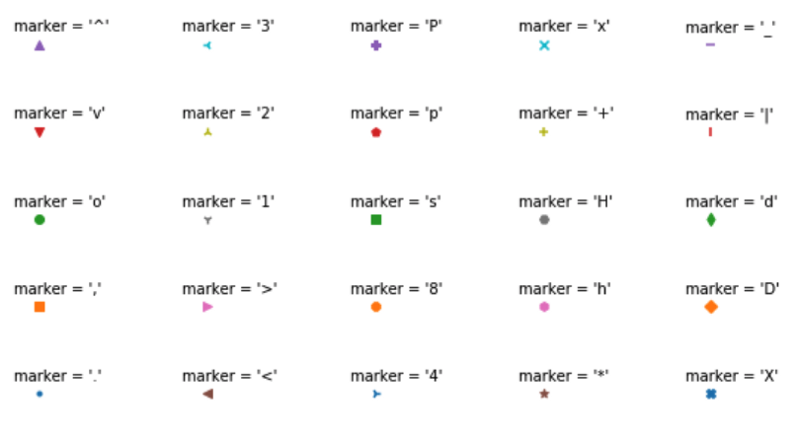 marker = '^' marker = '3' marker = 'P' marker = 'x' marker = '_'
marker = 'v' marker = '2' marker = 'p' marker = '+' marker = '|'
marker = 'o' marker = '1' marker = 's' marker = 'H' marker = 'd'
marker = ',' marker = '>' marker = '8' marker = 'h' marker = 'D'
marker = '.' marker = '<' marker = '4' marker = '*' marker = 'X'